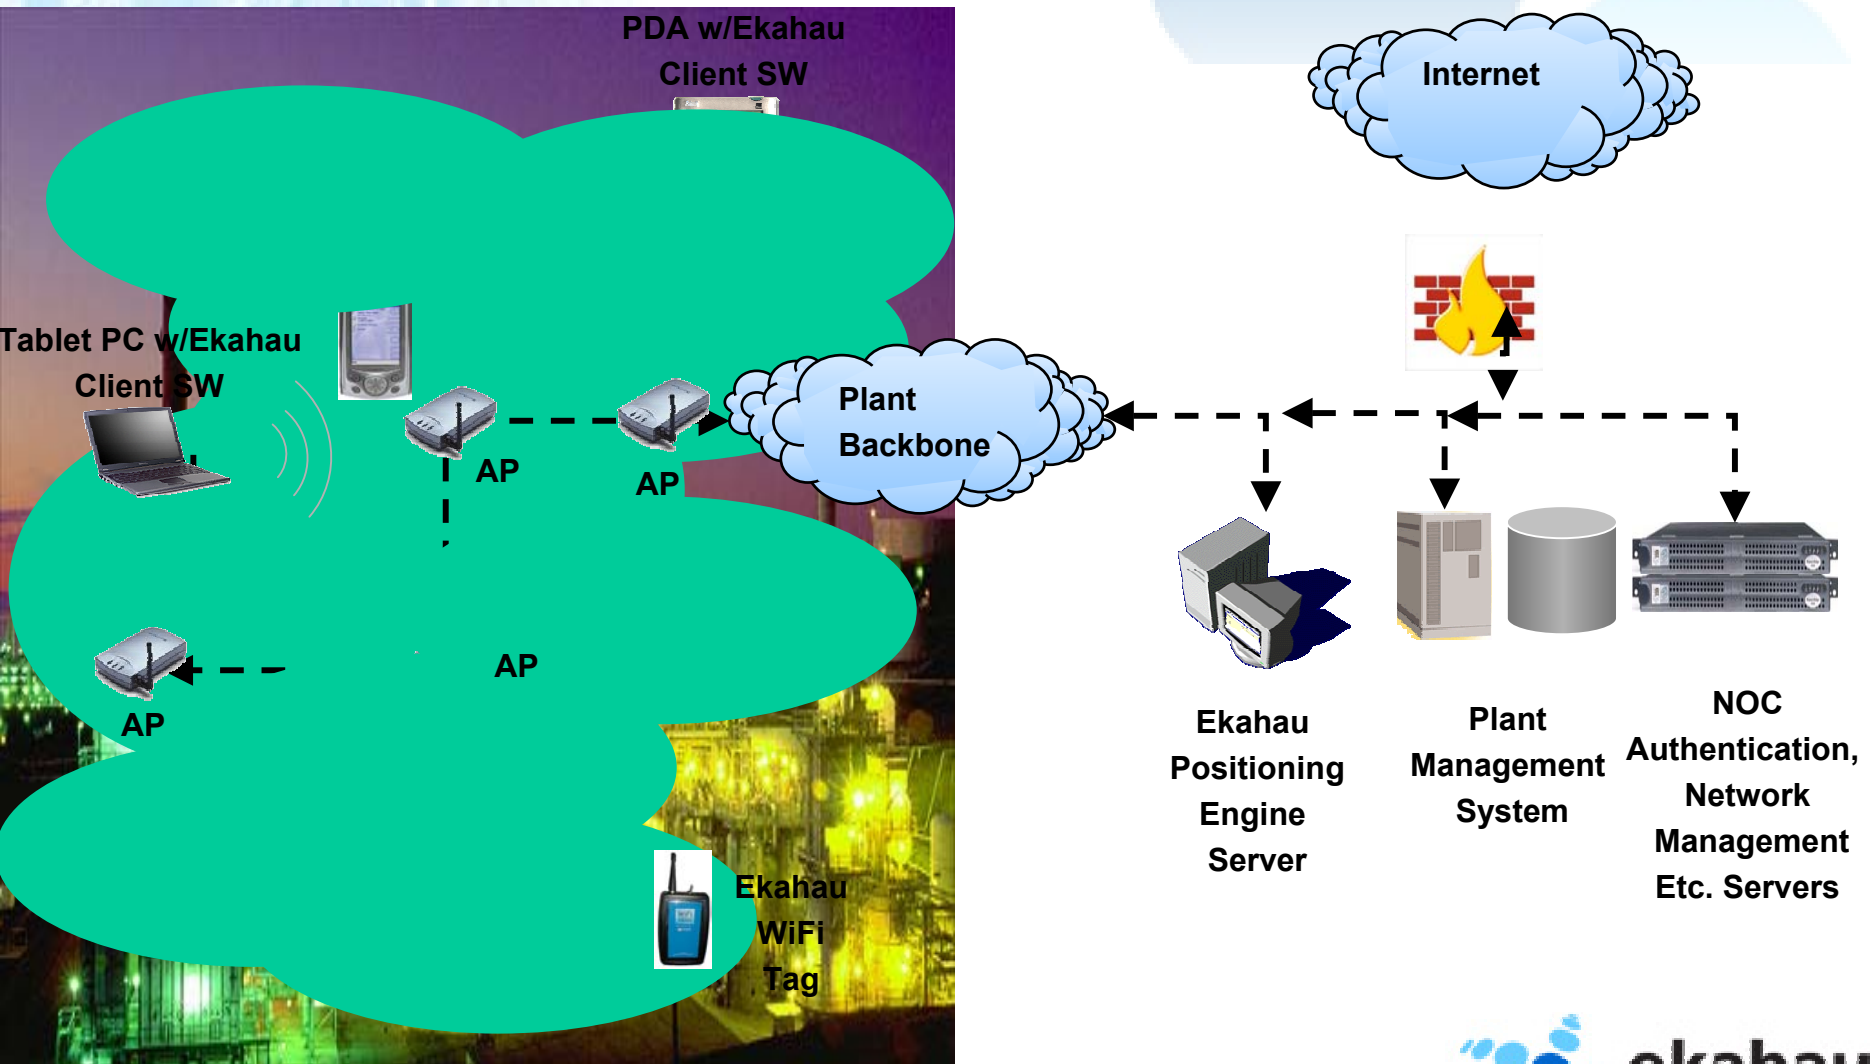 PDA w/Ekahau
Client SW
Internet
Tablet PC w/Ekahau
Client SW
Plant
Backbone
AP
AP
AP
AP
Ekahau
Positioning
Engine
Server
Plant
Management
System
NOC
Authentication,
Network
Management
Etc. Servers
Ekahau
WiFi
Tag
ekahau